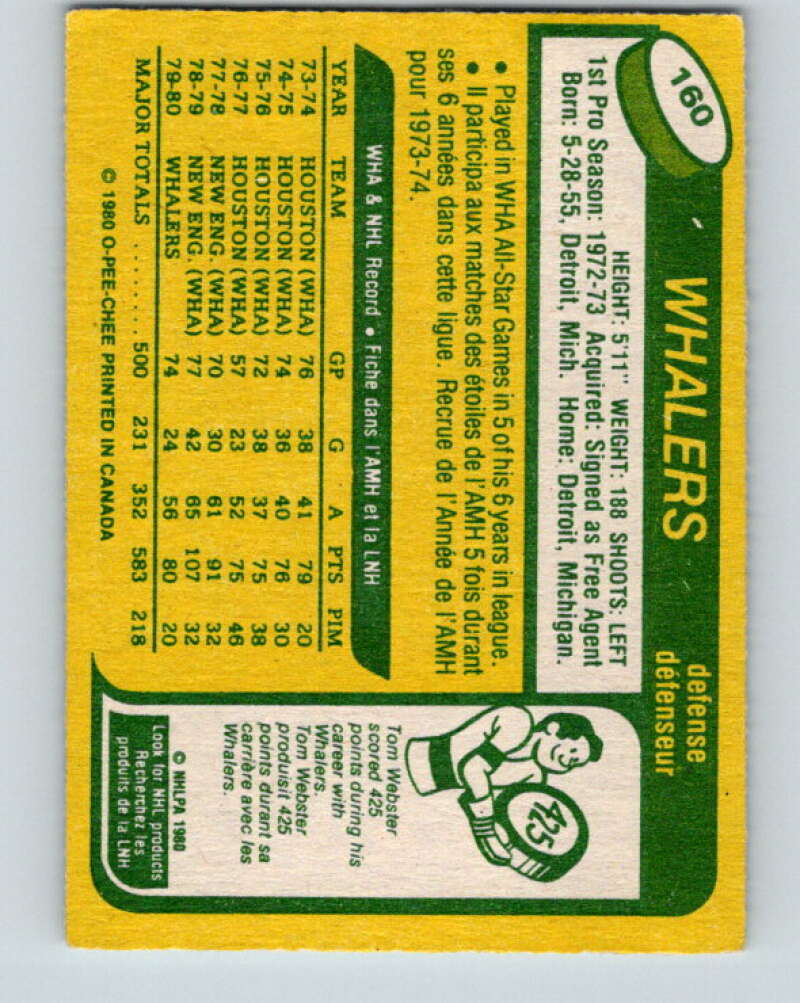 160
WHALERS
defense
défenseur
HEIGHT: 5'11" WEIGHT: 188 SHOOTS: LEFT
1st Pro Season: 1972-73 Acquired: Signed as Free Agent
Born: 5-28-55, Detroit, Mich. Home: Detroit, Michigan.
• Played in WHA All-Star Games in 5 of his 6 years in league.
• Il participa aux matches des étoiles de l'AMH 5 fois durant
ses 6 années dans cette ligue. Recrue de l'Année de l'AMH
pour 1973-74.
WHA & NHL Record • Fiche dans l'AMH et la LNH
YEAR TEAM GP G A PTS PIM
73-74 HOUSTON (WHA) 76 38 41 79 20
74-75 HOUSTON (WHA) 74 36 40 76 30
75-76 HOUSTON (WHA) 72 38 37 75 38
76-77 HOUSTON (WHA) 57 23 52 75 46
77-78 NEW ENG. (WHA) 70 30 61 91 32
78-79 NEW ENG. (WHA) 77 42 65 107 32
79-80 WHALERS 74 24 56 80 20
MAJOR TOTALS ........ 500 231 352 583 218
© 1980 O-PEE-CHEE PRINTED IN CANADA
425
Tom Webster
scored 425
points during his
career with
Whalers.
Tom Webster
produisit 425
points durant sa
carrière avec les
Whalers.
© NHLPA 1980
Look for NHL products
Recherchez les
produits de la LNH